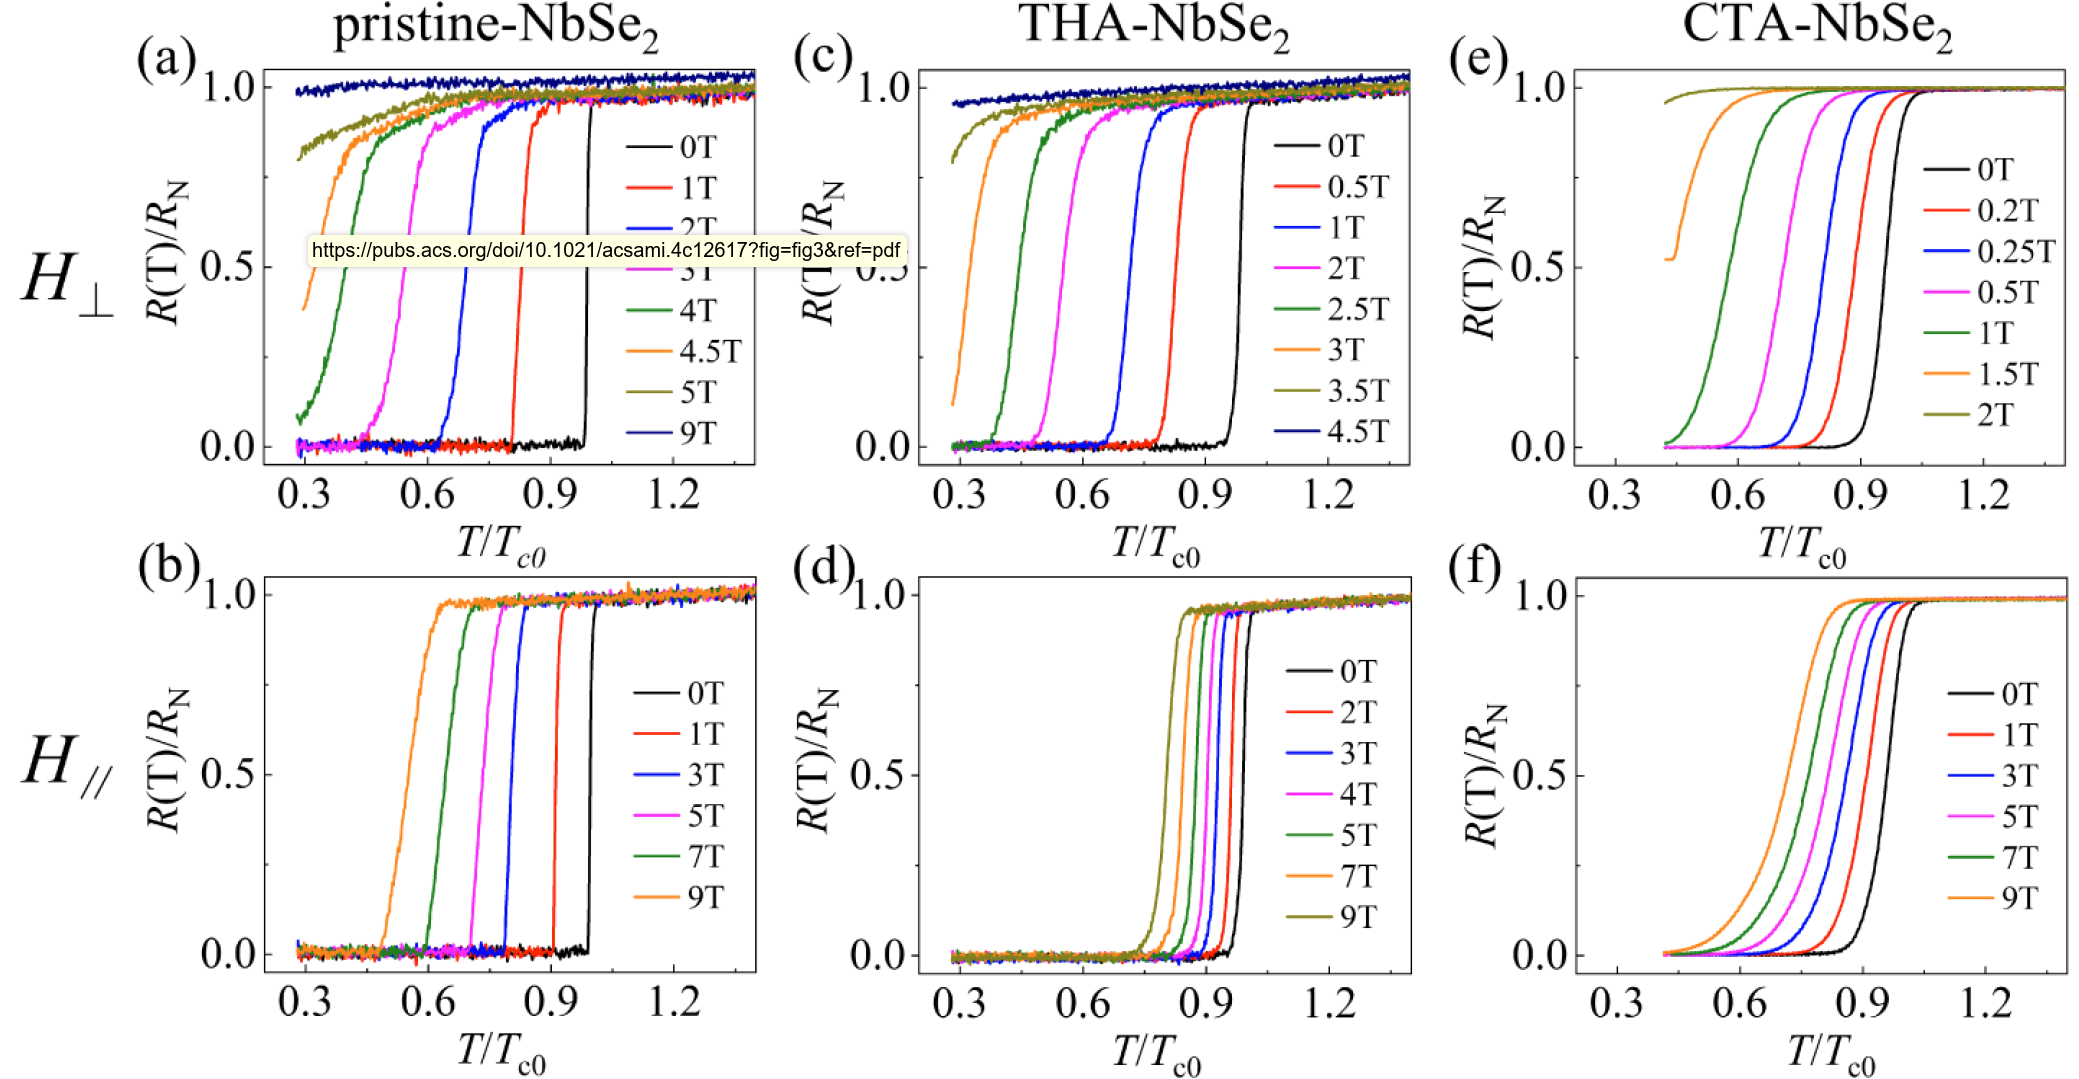 pristine-NbSe2
THA-NbSe2
CTA-NbSe2
H⊥
H//
(a)
1.0
0.5
0.0
R(T)/RN
0.3 0.6 0.9 1.2
T/Tc0
0T
1T
2T
3T
4T
4.5T
5T
9T
https://pubs.acs.org/doi/10.1021/acsami.4c12617?fig=fig3&ref=pdf
(c)
1.0
0.5
0.0
R(T)/RN
0.3 0.6 0.9 1.2
T/Tc0
0T
0.5T
1T
2T
2.5T
3T
3.5T
4.5T
(e)
1.0
0.5
0.0
R(T)/RN
0.3 0.6 0.9 1.2
T/Tc0
0T
0.2T
0.25T
0.5T
1T
1.5T
2T
(b)
1.0
0.5
0.0
R(T)/RN
0.3 0.6 0.9 1.2
T/Tc0
0T
1T
3T
5T
7T
9T
(d)
1.0
0.5
0.0
R(T)/RN
0.3 0.6 0.9 1.2
T/Tc0
0T
2T
3T
4T
5T
7T
9T
(f)
1.0
0.5
0.0
R(T)/RN
0.3 0.6 0.9 1.2
T/Tc0
0T
1T
3T
5T
7T
9T